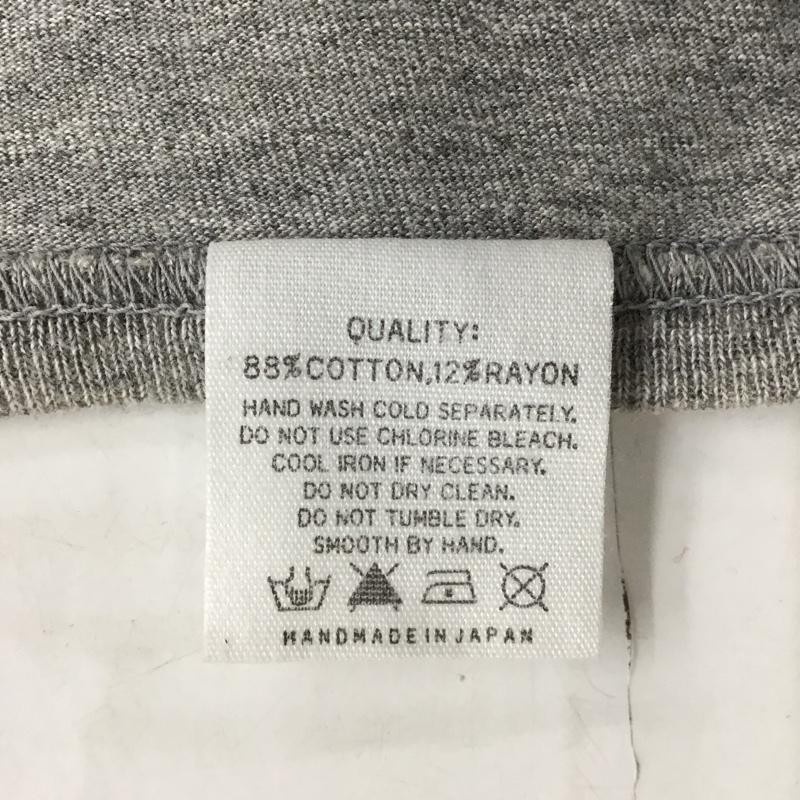 QUALITY:
88%COTTON,12%RAYON
HAND WASH COLD SEPARATELY.
DO NOT USE CHLORINE BLEACH.
COOL IRON IF NECESSARY.
DO NOT DRY CLEAN.
DO NOT TUMBLE DRY.
SMOOTH BY HAND.
HANDMADE IN JAPAN